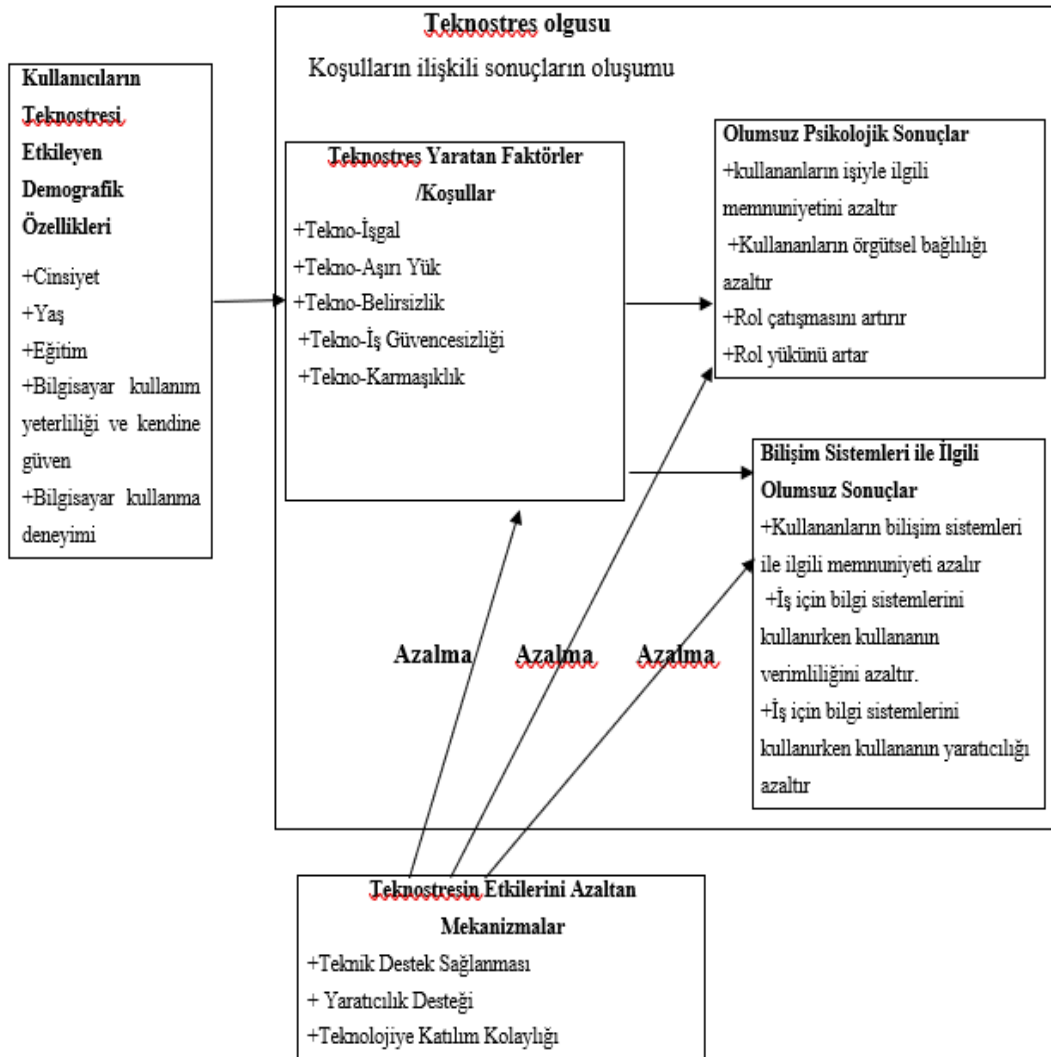 Teknostres olgusu
Koşulların ilişkili sonuçların oluşumu
Kullanıcıların
Teknostresi
Etkileyen
Demografik
Özellikleri
+Cinsiyet
+Yaş
+Eğitim
+Bilgisayar kullanım
yeterliliği ve kendine
güven
+Bilgisayar kullanma
deneyimi
Teknostres Yaratan Faktörler
/Koşullar
+Tekno-İşgal
+Tekno-Aşırı Yük
+Tekno-Belirsizlik
+Tekno-İş Güvencesizliği
+Tekno-Karmaşıklık
Olumsuz Psikolojik Sonuçlar
+kullananların işiyle ilgili
memnuniyetini azaltır
+Kullananların örgütsel bağlılığı
azaltır
+Rol çatışmasını artırır
+Rol yükünü artar
Bilişim Sistemleri ile İlgili
Olumsuz Sonuçlar
+Kullananların bilişim sistemleri
ile ilgili memnuniyeti azalır
+İş için bilgi sistemlerini
kullanırken kullananın
verimliliğini azaltır.
+İş için bilgi sistemlerini
kullanırken kullananın yaratıcılığı
azaltır
Azalma Azalma Azalma
Teknostresin Etkilerini Azaltan
Mekanizmalar
+Teknik Destek Sağlanması
+ Yaratıcılık Desteği
+Teknolojiye Katılım Kolaylığı